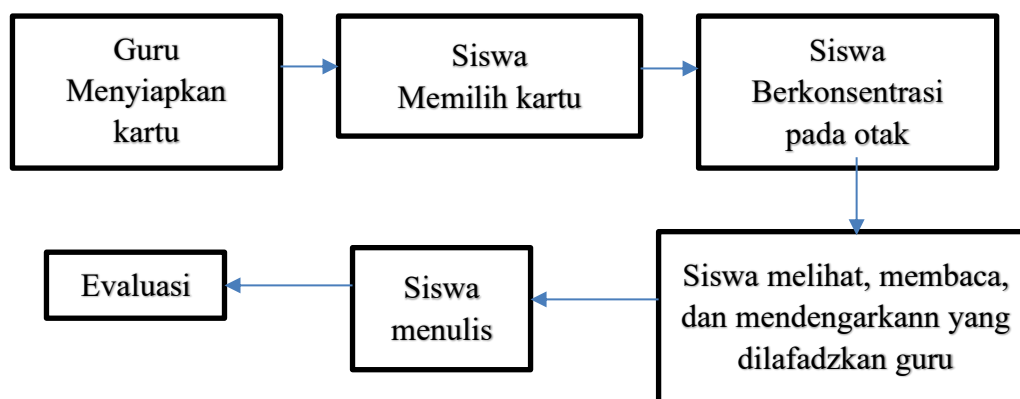 Guru
Menyiapkan
kartu
Siswa
Memilih kartu
Siswa
Berkonsentrasi
pada otak
Siswa melihat, membaca,
dan mendengarkann yang
dilafadzkan guru
Siswa
menulis
Evaluasi